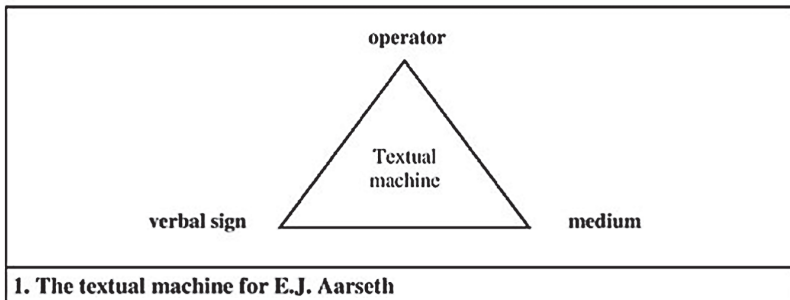 operator
Textual
machine
verbal sign
medium
1. The textual machine for E.J. Aarseth